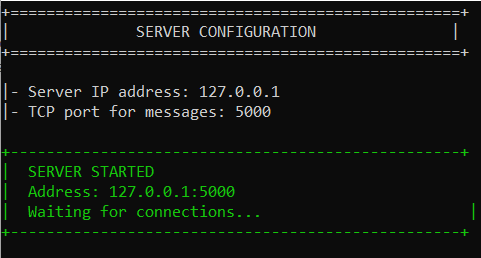 SERVER CONFIGURATION
|- Server IP address: 127.0.0.1
|- TCP port for messages: 5000
SERVER STARTED
Address: 127.0.0.1:5000
Waiting for connections...